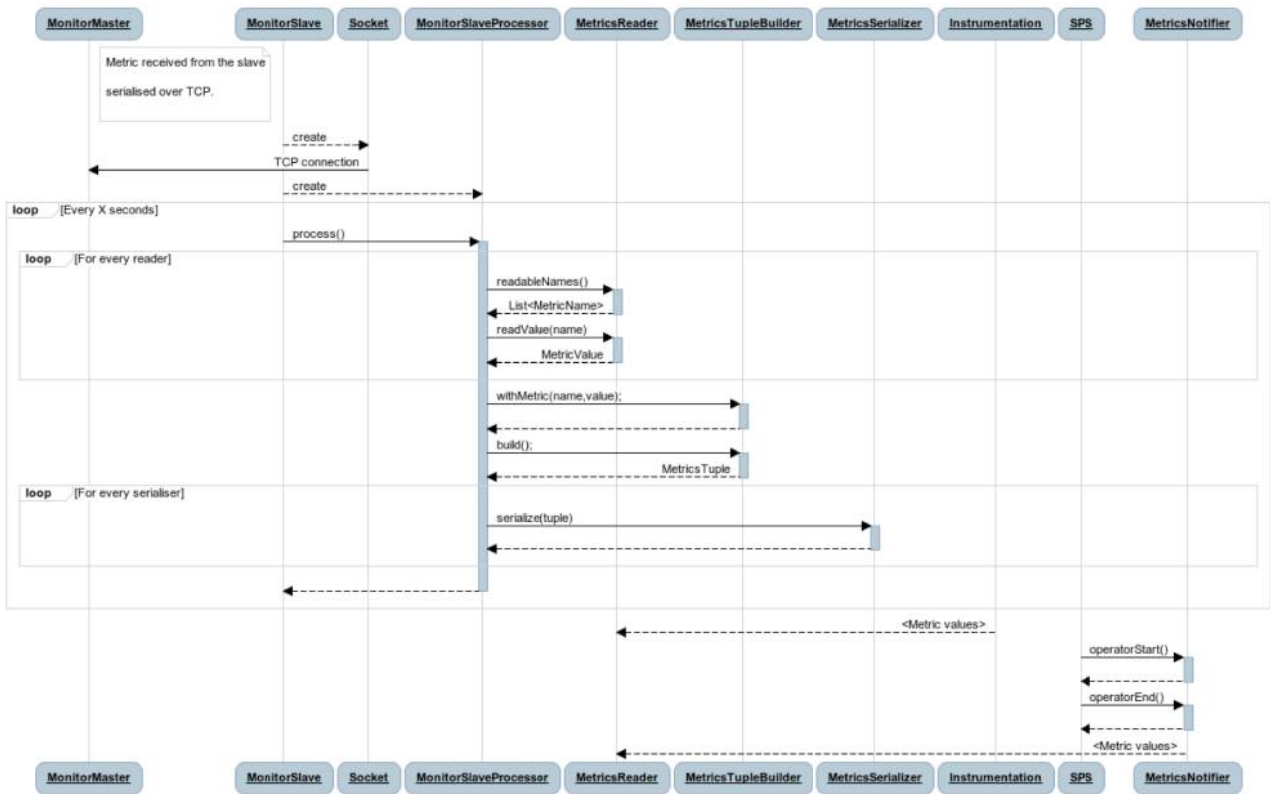 MonitorMaster MonitorSlave Socket MonitorSlaveProcessor MetricsReader MetricsTupleBuilder MetricsSerializer Instrumentation SPS MetricsNotifier
Metric received from the slave
serialised over TCP.
create
TCP connection
create
loop [Every X seconds]
process()
loop [For every reader]
readableNames()
List<MetricName>
readValue(name)
MetricValue
withMetric(name,value);
build();
MetricsTuple
loop [For every serialiser]
serialize(tuple)
<Metric values>
operatorStart()
operatorEnd()
<Metric values>
MonitorMaster MonitorSlave Socket MonitorSlaveProcessor MetricsReader MetricsTupleBuilder MetricsSerializer Instrumentation SPS MetricsNotifier